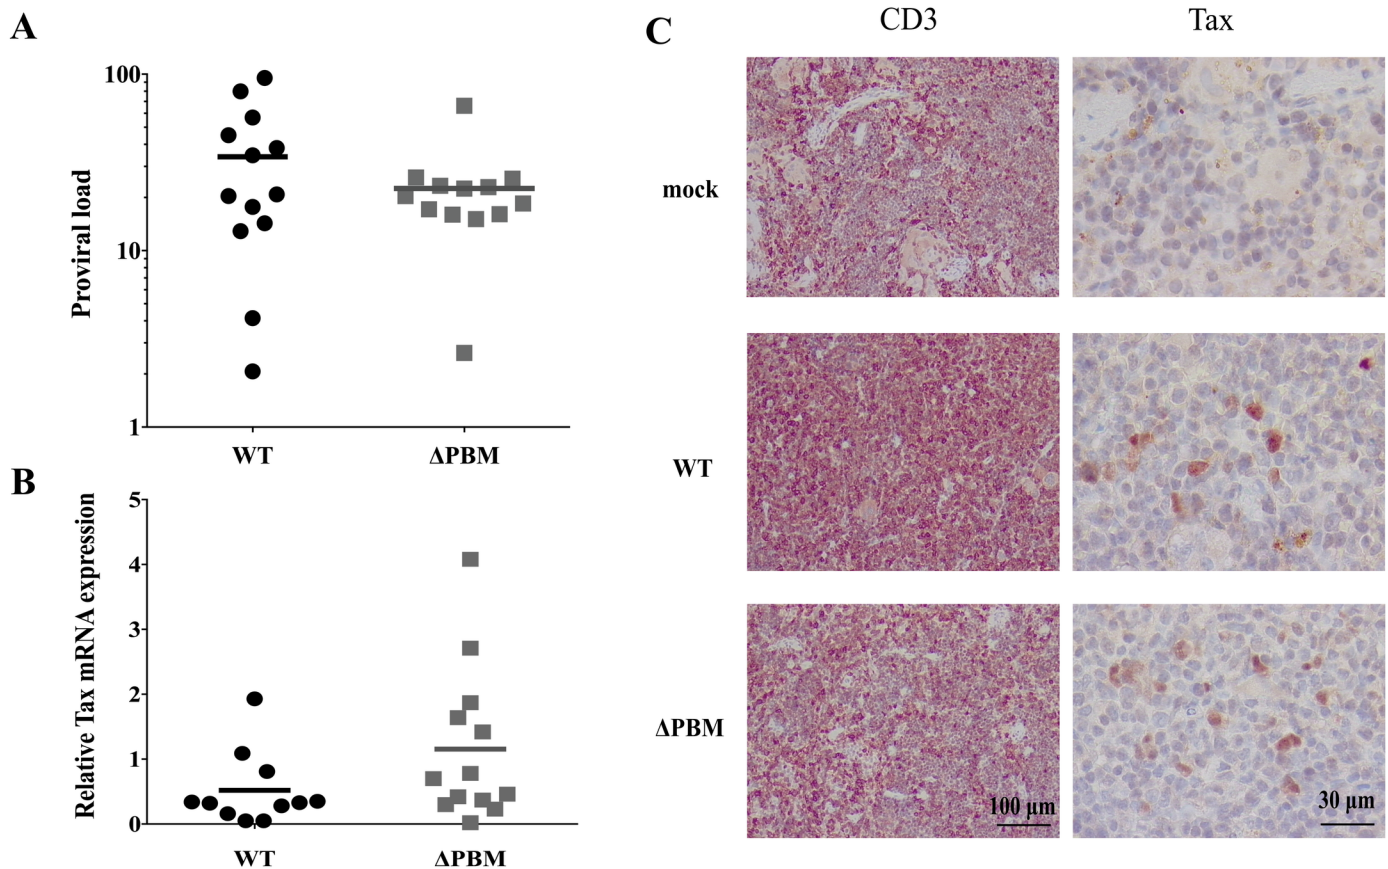 A
Proviral load
100
10
1
WT
ΔPBM
B
Relative Tax mRNA expression
5
4
3
2
1
0
WT
ΔPBM
C
CD3
Tax
mock
WT
ΔPBM
100 μm
30 μm